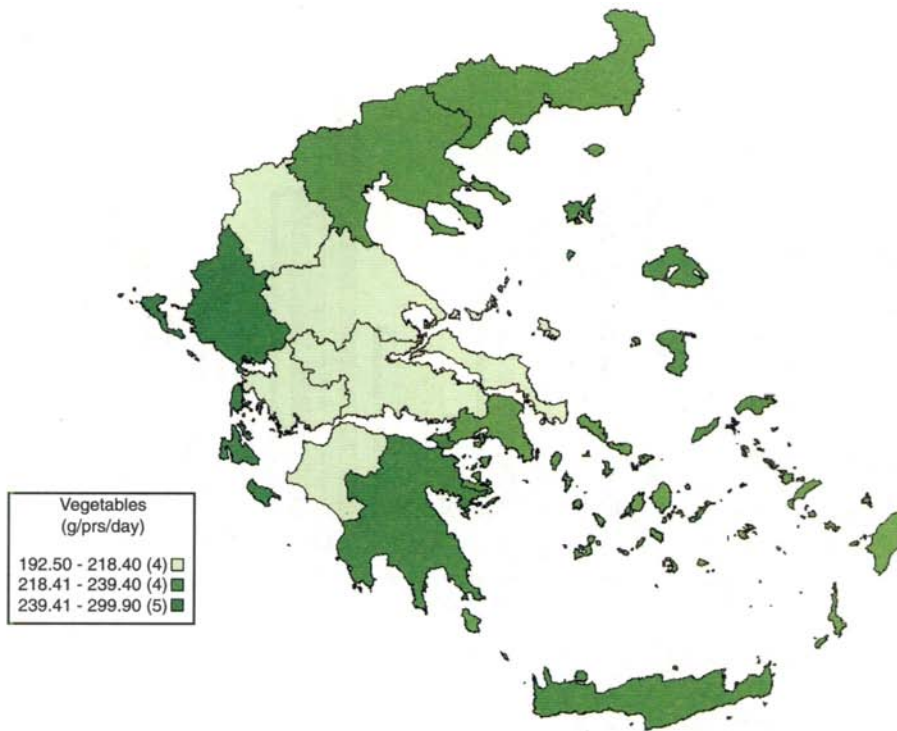 Vegetables
(g/prs/day)
192.50 - 218.40 (4)
218.41 - 239.40 (4)
239.41 - 299.90 (5)